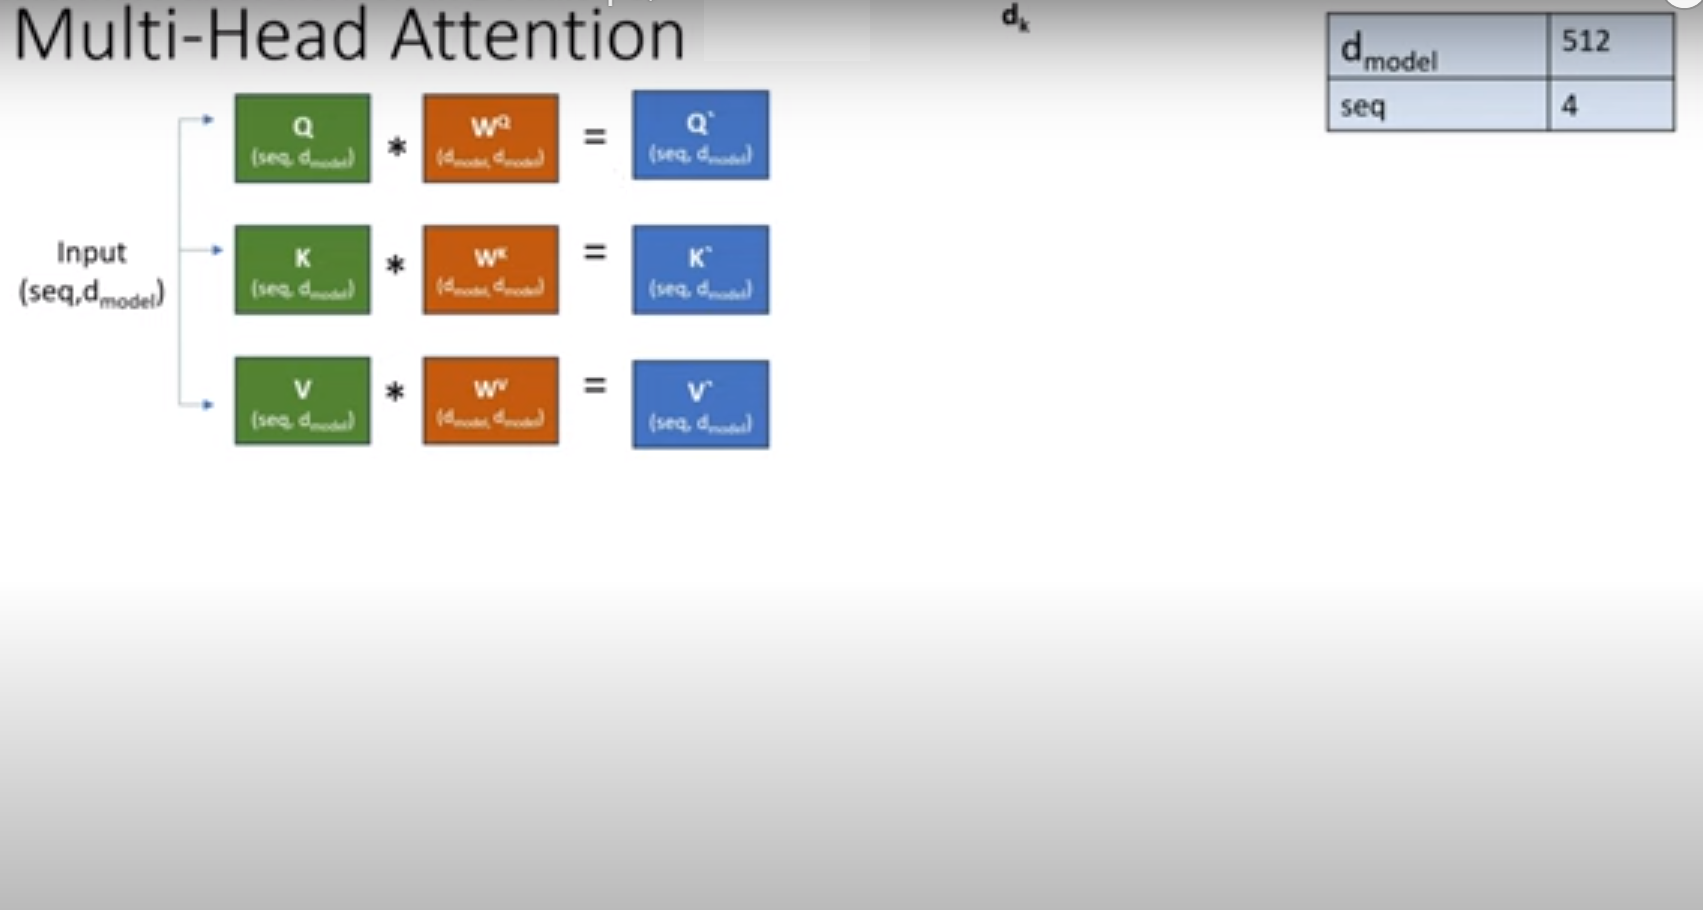 Multi-Head Attention
dk
dmodel 512
seq 4
Q
(seq, dmodel)
*
WQ
(dmodel, dmodel)
=
Q`
(seq, dmodel)
Input
(seq,dmodel)
K
(seq, dmodel)
*
WK
(dmodel, dmodel)
=
K`
(seq, dmodel)
V
(seq, dmodel)
*
WV
(dmodel, dmodel)
=
V`
(seq, dmodel)